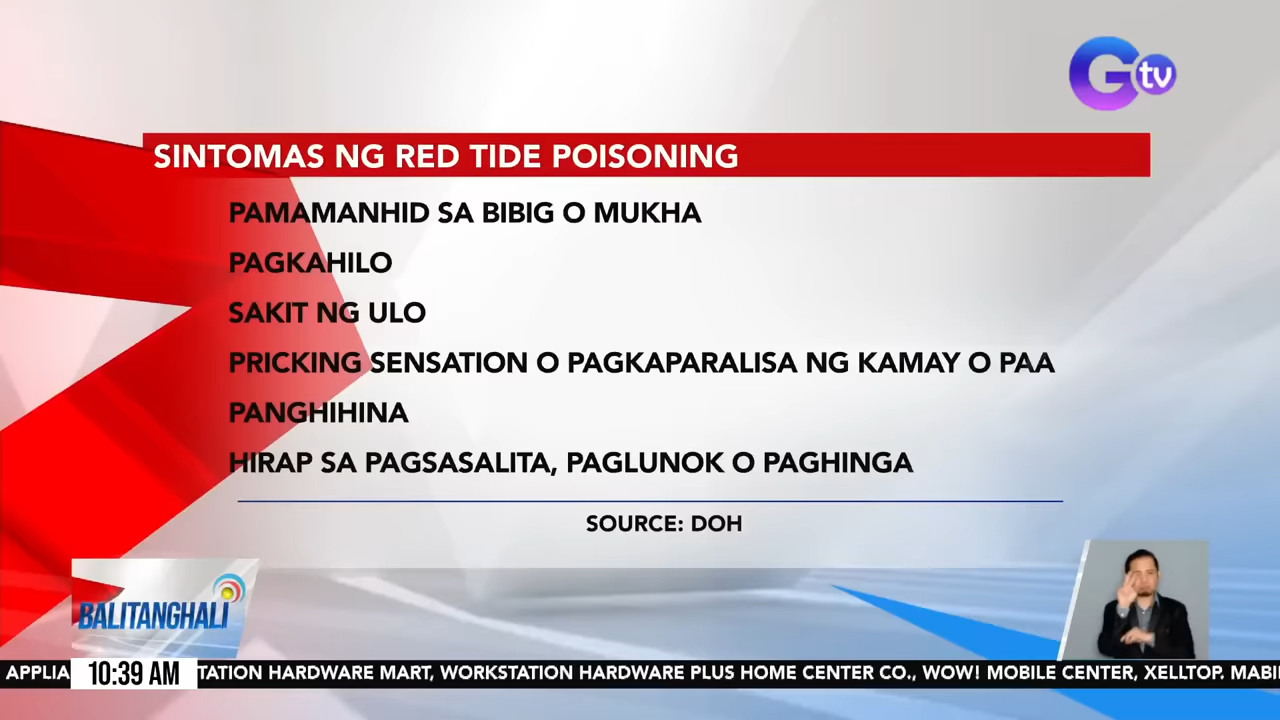 Gtv
SINTOMAS NG RED TIDE POISONING
PAMAMANHID SA BIBIG O MUKHA
PAGKAHILO
SAKIT NG ULO
PRICKING SENSATION O PAGKAPARALISA NG KAMAY O PAA
PANGHIHINA
HIRAP SA PAGSASALITA, PAGLUNOK O PAGHINGA
SOURCE: DOH
BALITANGHALI
10:39 AM
TATION HARDWARE MART, WORKSTATION HARDWARE PLUS HOME CENTER CO., WOW! MOBILE CENTER, XELLTOP.